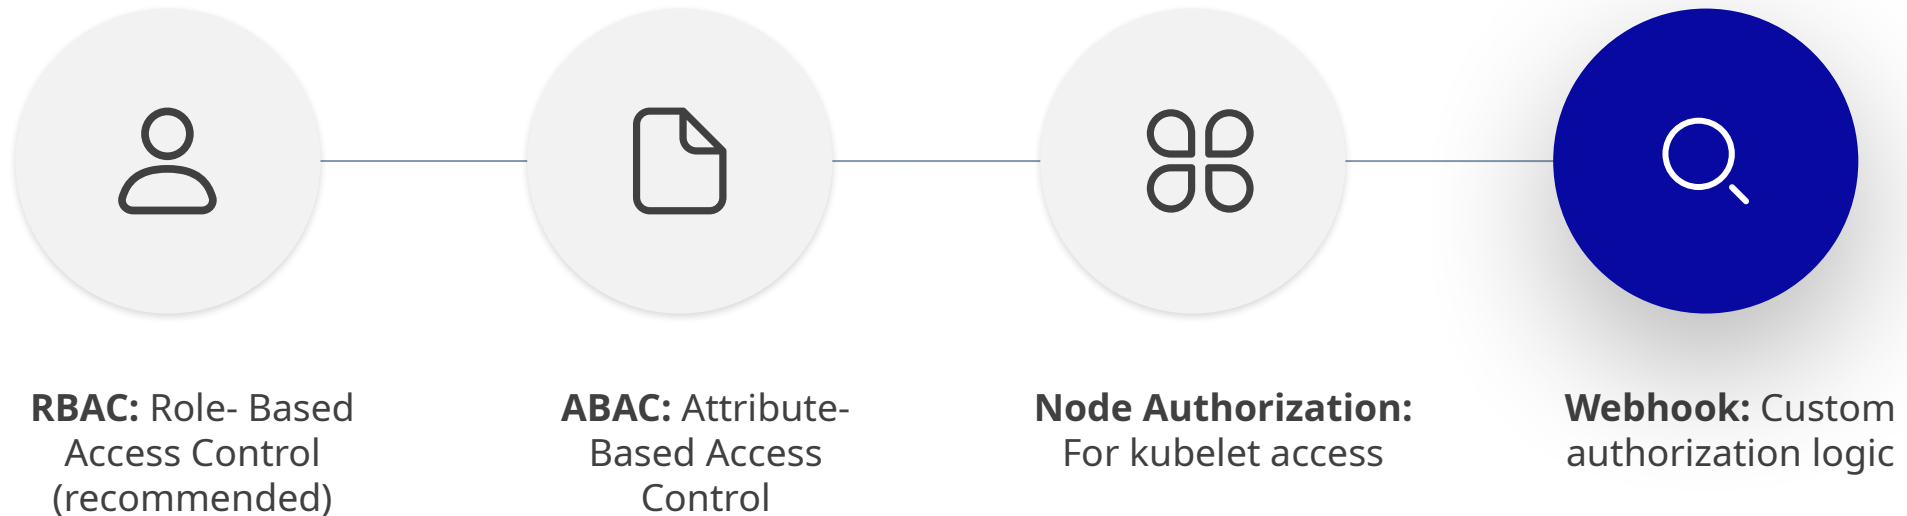 RBAC: Role- Based
Access Control
(recommended)
ABAC: Attribute-
Based Access
Control
Node Authorization:
For kubelet access
Webhook: Custom
authorization logic